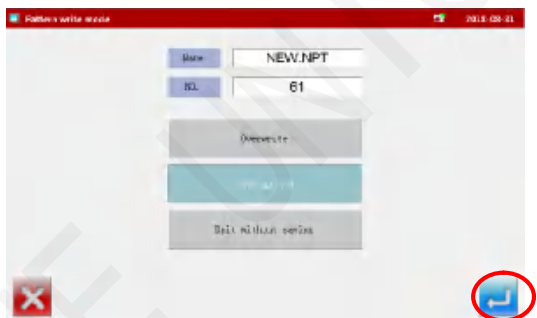 Pattern write mode
2018-08-31
Name
NEW.NPT
NO.
61
Overwrite
Exit without saving